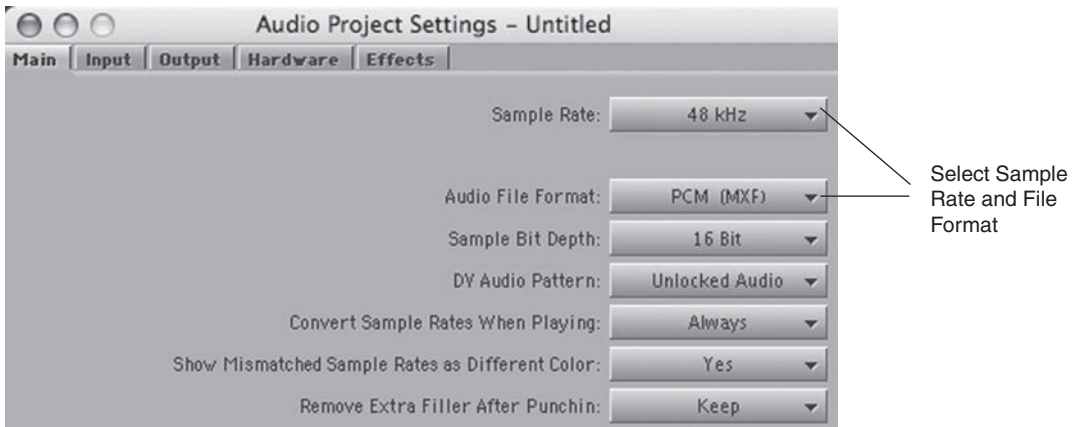 Audio Project Settings – Untitled
Main Input Output Hardware Effects
Sample Rate: 48 kHz
Audio File Format: PCM (MXF)
Sample Bit Depth: 16 Bit
DV Audio Pattern: Unlocked Audio
Convert Sample Rates When Playing: Always
Show Mismatched Sample Rates as Different Color: Yes
Remove Extra Filler After Punchin: Keep
Select Sample
Rate and File
Format